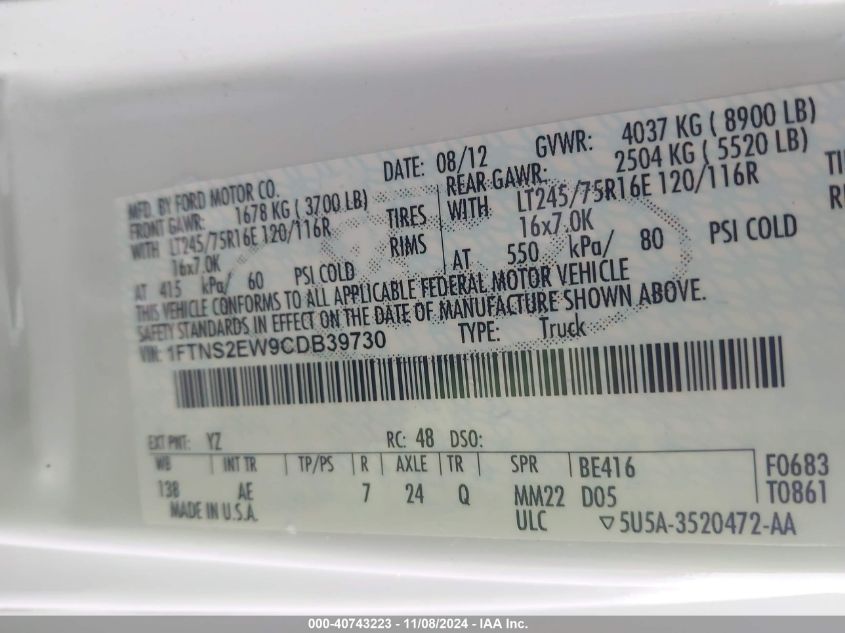 MFD. BY FORD MOTOR CO.
DATE: 08/12
GVWR: 4037 KG ( 8900 LB)
FRONT GAWR: 1678 KG ( 3700 LB)
REAR GAWR: 2504 KG ( 5520 LB)
WITH LT245/75R16E 120/116R
TIRES
WITH LT245/75R16E 120/116R
16x7.0K
RIMS
16x7.0K
AT 415 kPa/ 60 PSI COLD
AT 550 kPa/ 80 PSI COLD
THIS VEHICLE CONFORMS TO ALL APPLICABLE FEDERAL MOTOR VEHICLE
SAFETY STANDARDS IN EFFECT ON THE DATE OF MANUFACTURE SHOWN ABOVE.
VIN: 1FTNS2EW9CDB39730
TYPE: Truck
EXT PNT: YZ RC: 48 DSO:
WB INT TR TP/PS R AXLE TR SPR BE416 F0683
138 AE 7 24 Q MM22 D05 T0861
MADE IN U.S.A. ULC ▽5U5A-3520472-AA
000-40743223 - 11/08/2024 - IAA Inc.